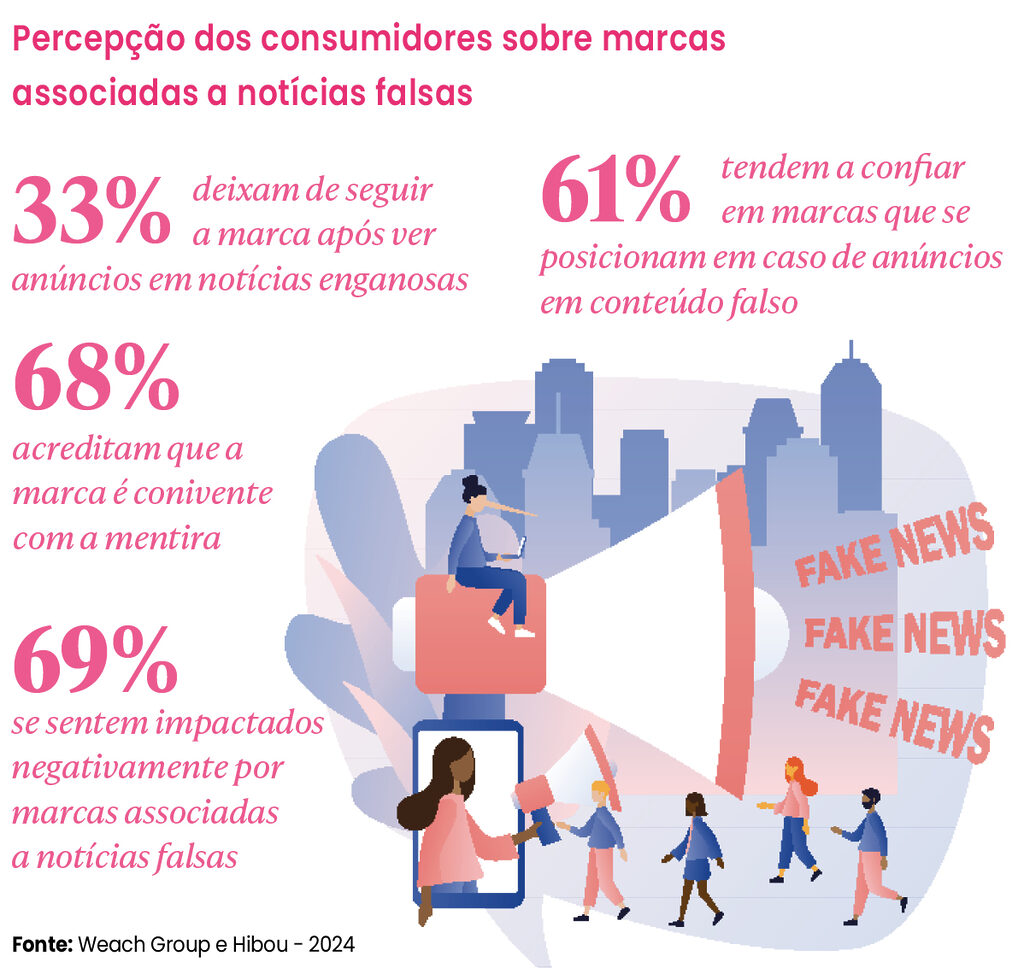 Percepção dos consumidores sobre marcas
associadas a notícias falsas
33% deixam de seguir
a marca após ver
anúncios em notícias enganosas
61% tendem a confiar
em marcas que se
posicionam em caso de anúncios
em conteúdo falso
68%
acreditam que a
marca é conivente
com a mentira
69%
se sentem impactados
negativamente por
marcas associadas
a notícias falsas
FAKE NEWS
FAKE NEWS
FAKE NEWS
Fonte: Weach Group e Hibou - 2024